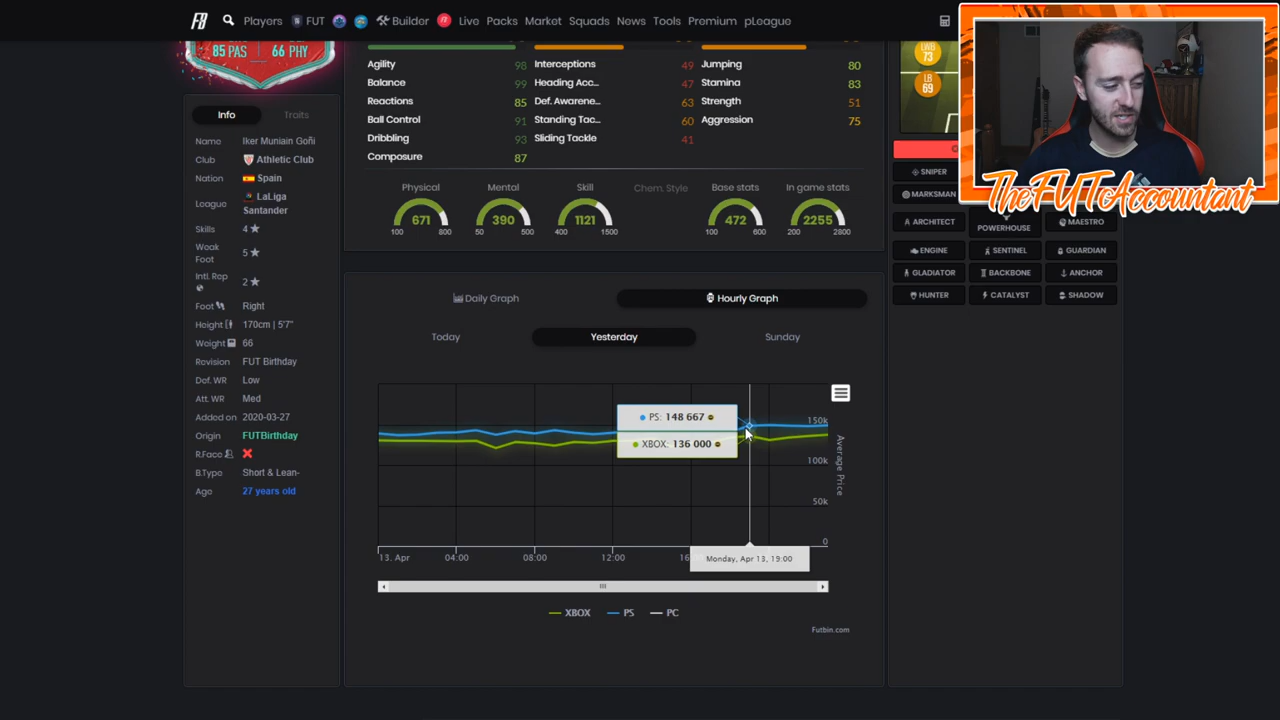 FB Players FUT Builder Live Packs Market Squads News Tools Premium pLeague
85 PAS 66 PHY
Info Traits
Name Iker Muniain Goñi
Club Athletic Club
Nation Spain
League LaLiga Santander
Skills 4
Weak Foot 5
Intl. Rep 2
Foot Right
Height 170cm | 5'7"
Weight 66
Revision FUT Birthday
Def. WR Low
Att. WR Med
Added on 2020-03-27
Origin FUTBirthday
R.Face
B.Type Short & Lean-
Age 27 years old
Agility 98
Balance 99
Reactions 85
Ball Control 91
Dribbling 93
Composure 87
Interceptions 49
Heading Acc... 47
Def. Awarene... 63
Standing Tac... 60
Sliding Tackle 41
Jumping 80
Stamina 83
Strength 51
Aggression 75
Physical Mental Skill Chem. Style Base stats In game stats
671 390 1121 472 2255
100 800 50 500 400 1500 100 600 200 2800
Daily Graph Hourly Graph
Today Yesterday Sunday
PS: 148 667
XBOX: 136 000
150k
100k
50k
0
Average Price
13. Apr 04:00 08:00 12:00 16
Monday, Apr 13, 19:00
XBOX PS PC
Futbin.com
LWB
73
LB
69
SNIPER
MARKSMAN
ARCHITECT POWERHOUSE MAESTRO
ENGINE SENTINEL GUARDIAN
GLADIATOR BACKBONE ANCHOR
HUNTER CATALYST SHADOW
TheFUTAccountant